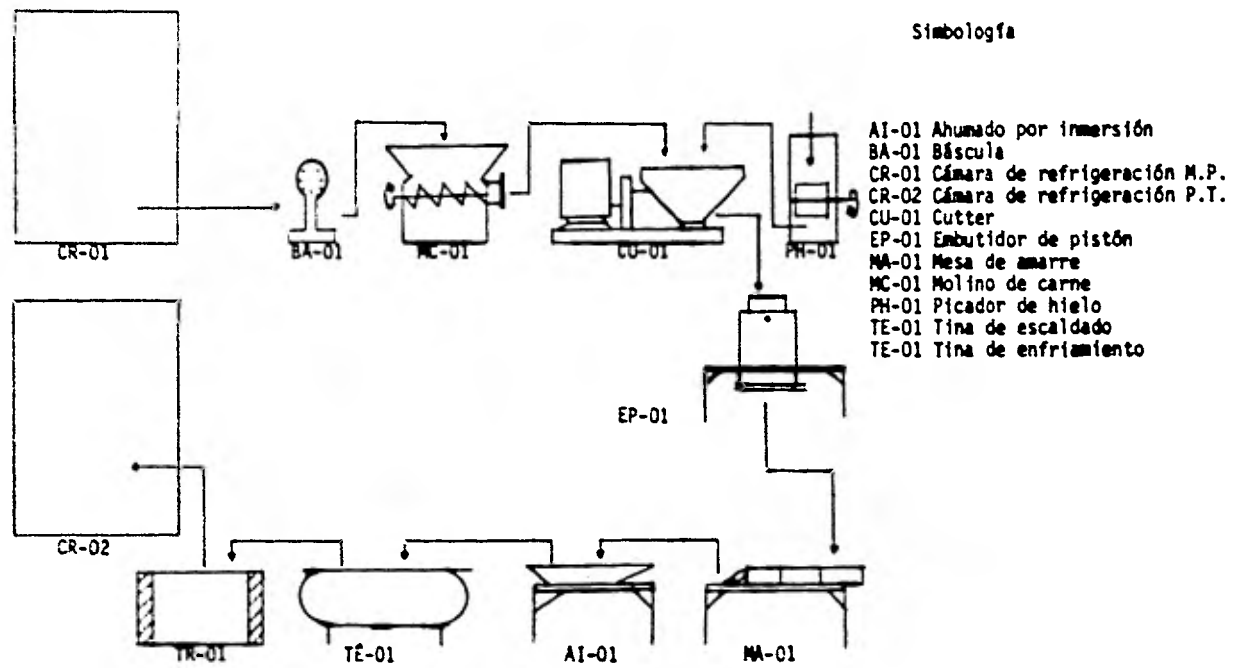 Simbología
AI-01 Ahumado por inmersión
BA-01 Báscula
CR-01 Cámara de refrigeración M.P.
CR-02 Cámara de refrigeración P.T.
CU-01 Cutter
EP-01 Embutidor de pistón
MA-01 Mesa de amarre
MC-01 Molino de carne
PH-01 Picador de hielo
TE-01 Tina de escaldado
TE-01 Tina de enfriamiento
CR-01
BA-01
MC-01
CU-01
PH-01
EP-01
CR-02
TR-01
TÊ-01
AI-01
MA-01